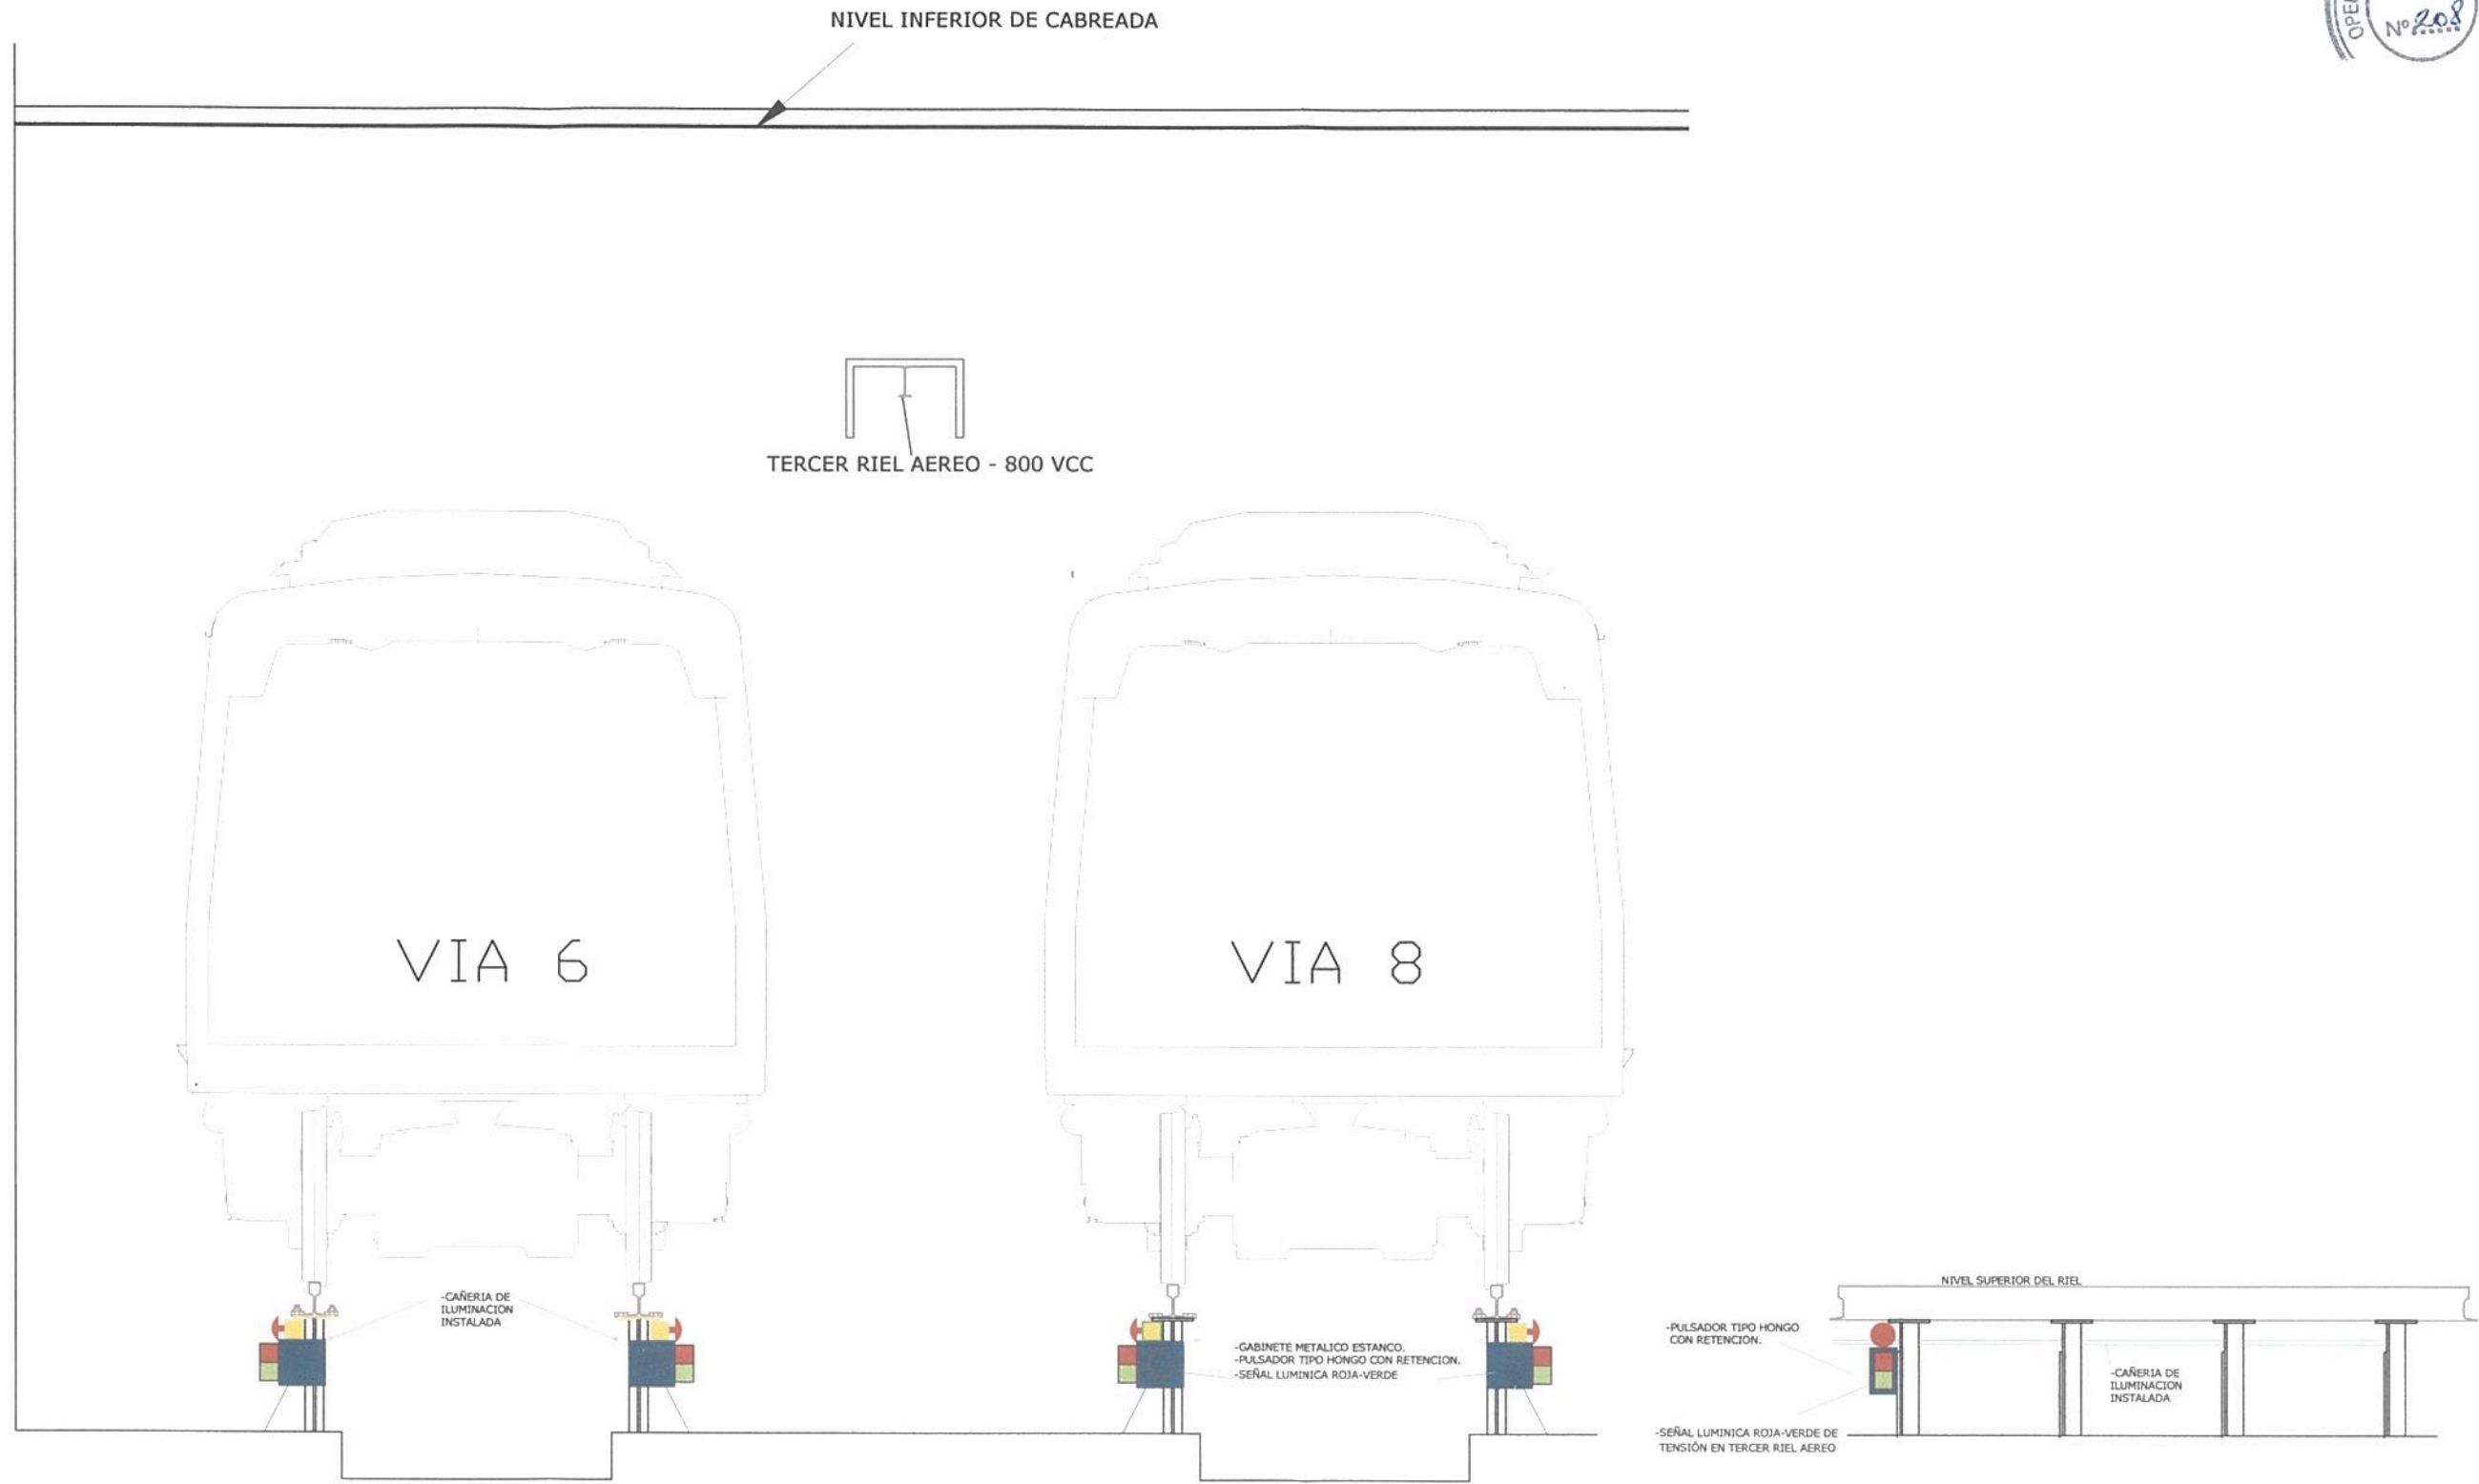 NIVEL INFERIOR DE CABREADA
OPE
Nº 208
TERCER RIEL AEREO - 800 VCC
VIA 6
VIA 8
-CAÑERIA DE
ILUMINACION
INSTALADA
-GABINETE METALICO ESTANCO.
-PULSADOR TIPO HONGO CON RETENCION.
-SEÑAL LUMINICA ROJA-VERDE
NIVEL SUPERIOR DEL RIEL
-PULSADOR TIPO HONGO
CON RETENCION.
-CAÑERIA DE
ILUMINACION
INSTALADA
-SEÑAL LUMINICA ROJA-VERDE DE
TENSIÓN EN TERCER RIEL AEREO